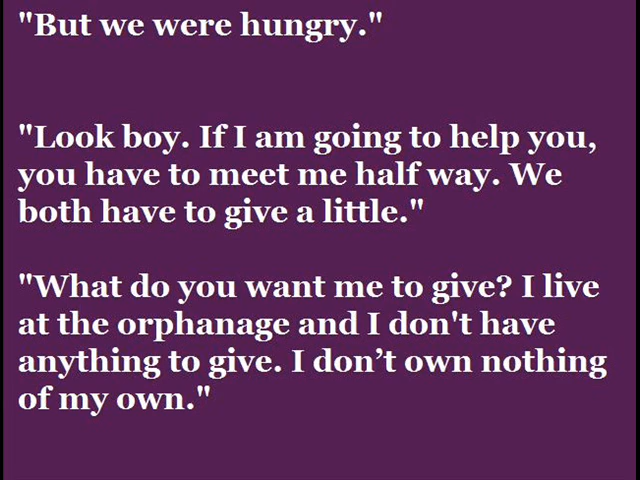 "But we were hungry."
"Look boy. If I am going to help you,
you have to meet me half way. We
both have to give a little."
"What do you want me to give? I live
at the orphanage and I don't have
anything to give. I don’t own nothing
of my own."